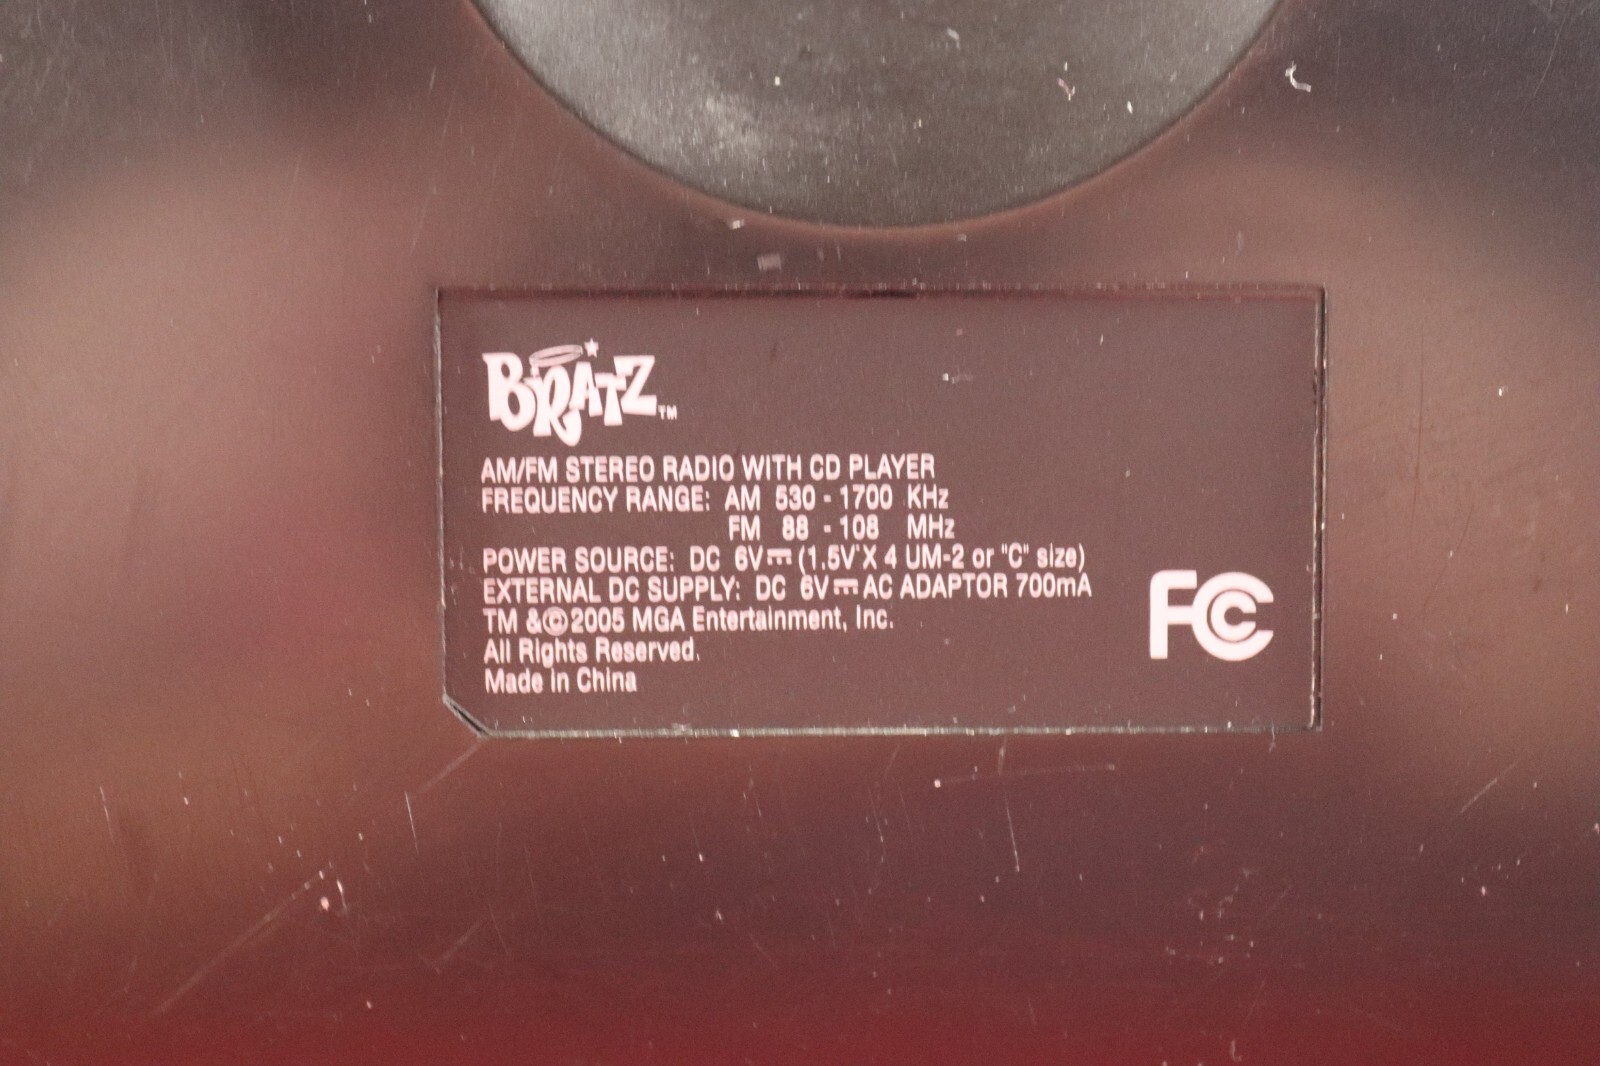 BRATZ™
AM/FM STEREO RADIO WITH CD PLAYER
FREQUENCY RANGE: AM 530 - 1700 KHz
FM 88 - 108 MHz
POWER SOURCE: DC 6V⎓(1.5V X 4 UM-2 or "C" size)
EXTERNAL DC SUPPLY: DC 6V⎓AC ADAPTOR 700mA
TM &©2005 MGA Entertainment, Inc.
All Rights Reserved.
Made in China
FC